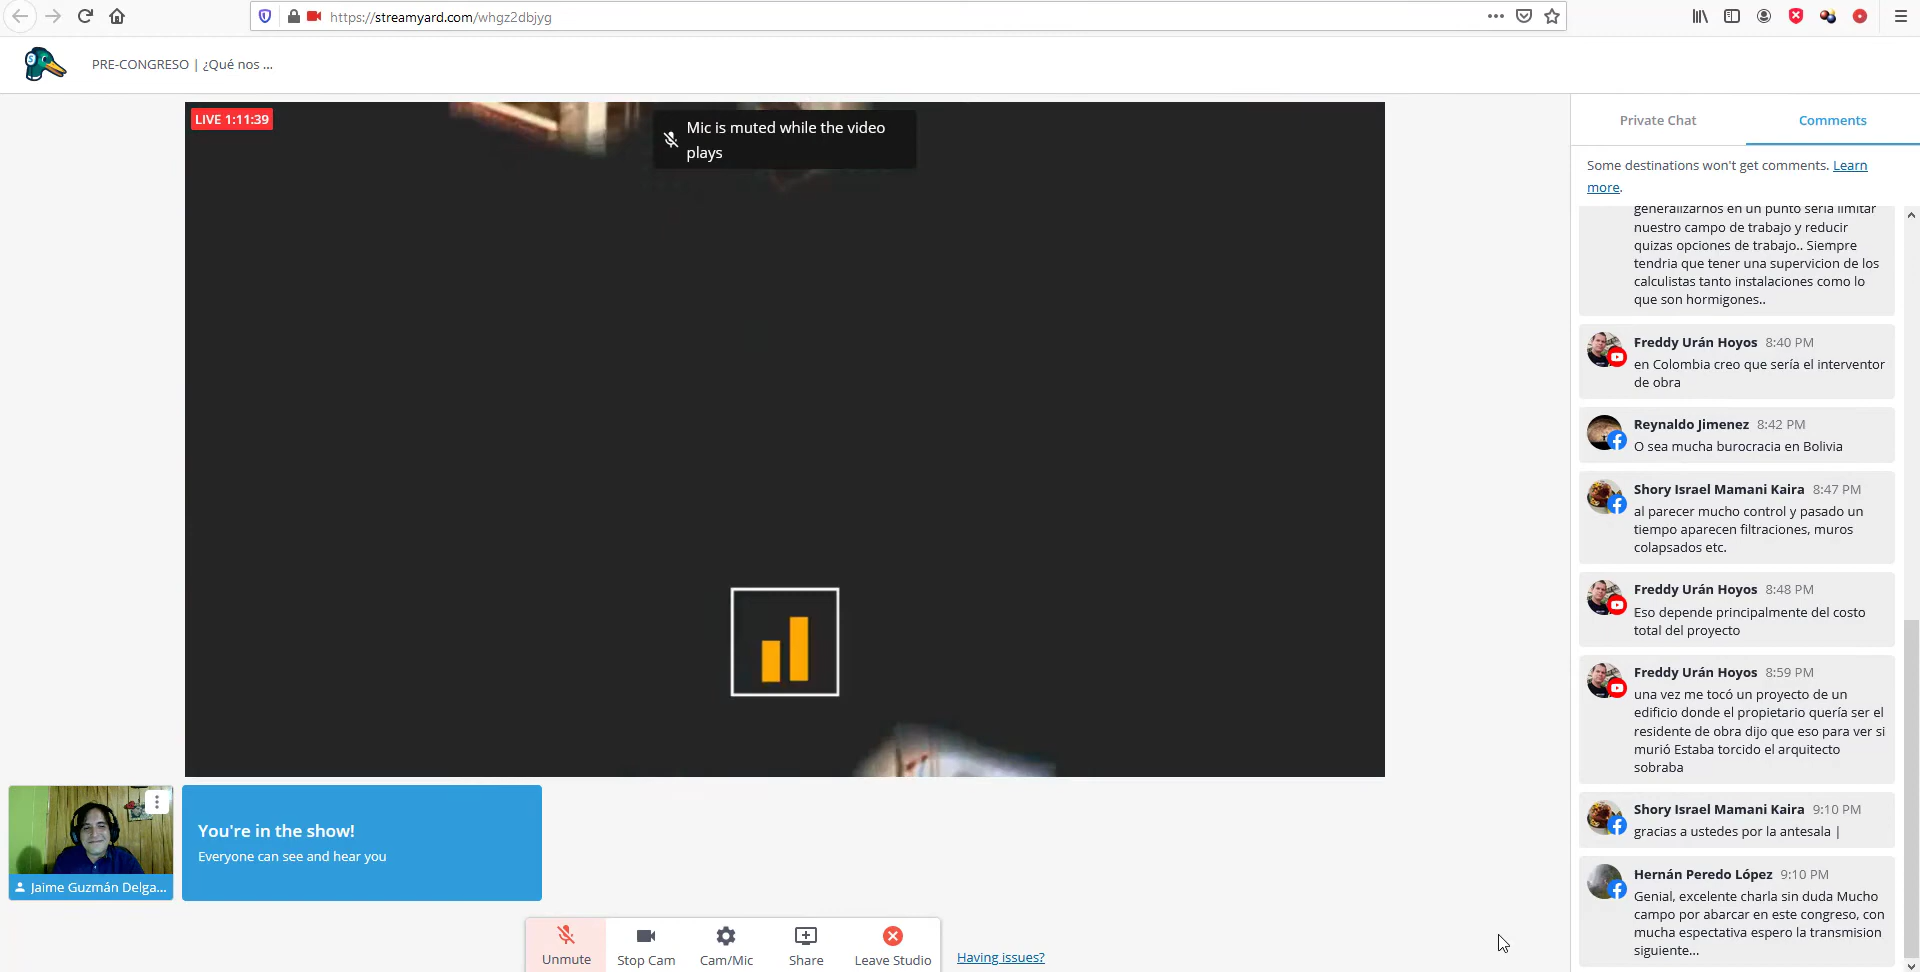 https://streamyard.com/whgz2dbjyg
PRE-CONGRESO | ¿Qué nos ...
LIVE 1:11:39
Mic is muted while the video
plays
Private Chat
Comments
Some destinations won't get comments. Learn
more.
generalizarnos en un punto seria limitar
nuestro campo de trabajo y reducir
quizas opciones de trabajo.. Siempre
tendria que tener una supervicion de los
calculistas tanto instalaciones como lo
que son hormigones..
Freddy Urán Hoyos 8:40 PM
en Colombia creo que sería el interventor
de obra
Reynaldo Jimenez 8:42 PM
O sea mucha burocracia en Bolivia
Shory Israel Mamani Kaira 8:47 PM
al parecer mucho control y pasado un
tiempo aparecen filtraciones, muros
colapsados etc.
Freddy Urán Hoyos 8:48 PM
Eso depende principalmente del costo
total del proyecto
Freddy Urán Hoyos 8:59 PM
una vez me tocó un proyecto de un
edificio donde el propietario quería ser el
residente de obra dijo que eso para ver si
murió Estaba torcido el arquitecto
sobraba
Shory Israel Mamani Kaira 9:10 PM
gracias a ustedes por la antesala |
Hernán Peredo López 9:10 PM
Genial, excelente charla sin duda Mucho
campo por abarcar en este congreso, con
mucha espectativa espero la transmision
siguiente...
Jaime Guzmán Delga...
You're in the show!
Everyone can see and hear you
Unmute
Stop Cam
Cam/Mic
Share
Leave Studio
Having issues?